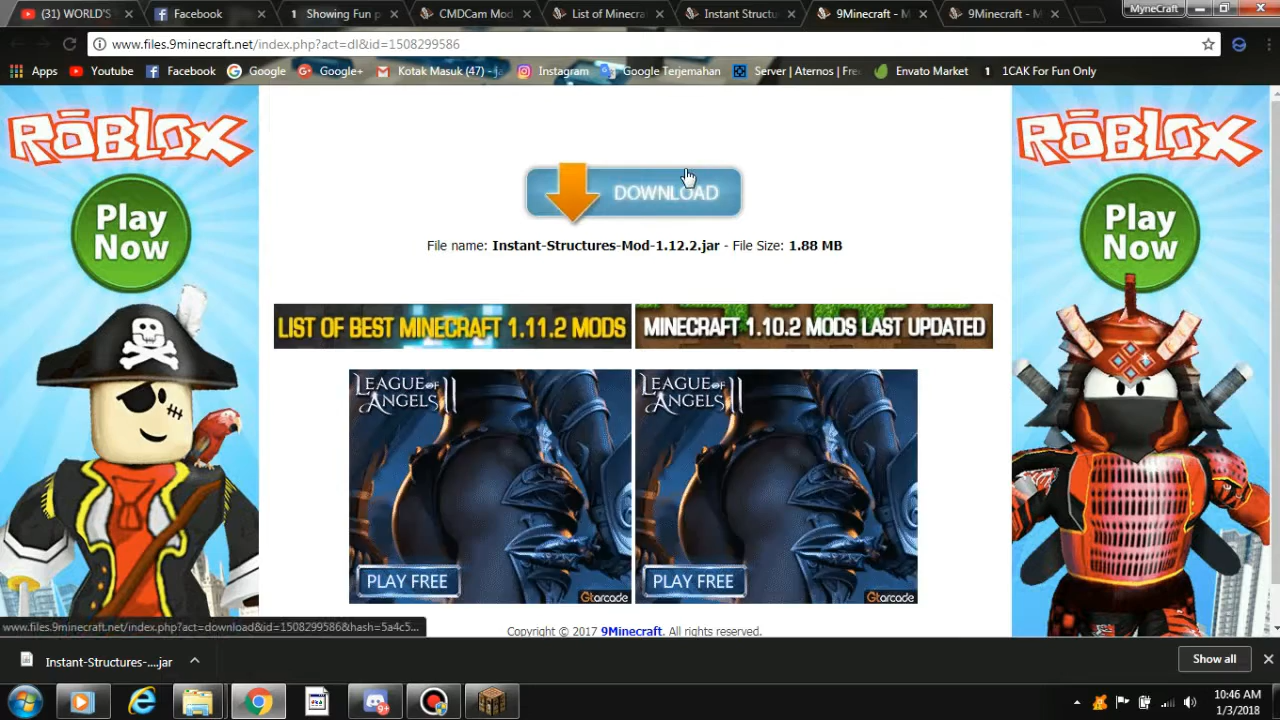 (31) WORLD'S
Facebook
1 Showing Fun p
CMDCam Mod
List of Minecra
Instant Structu
9Minecraft - M
9Minecraft - M
MyneCraft
www.files.9minecraft.net/index.php?act=dl&id=1508299586
Apps
Youtube
Facebook
Google
Google+
Kotak Masuk (47) - ja
Instagram
Google Terjemahan
Server | Aternos | Fre
Envato Market
1 1CAK For Fun Only
ROBLOX
Play
Now
DOWNLOAD
File name: Instant-Structures-Mod-1.12.2.jar - File Size: 1.88 MB
LIST OF BEST MINECRAFT 1.11.2 MODS
MINECRAFT 1.10.2 MODS LAST UPDATED
LEAGUE OF
ANGELS II
PLAY FREE
Gtarcade
LEAGUE OF
ANGELS II
PLAY FREE
Gtarcade
ROBLOX
Play
Now
Copyright © 2017 9Minecraft. All rights reserved.
www.files.9minecraft.net/index.php?act=download&id=1508299586&hash=5a4c5...
Instant-Structures-....jar
Show all
10:46 AM
1/3/2018